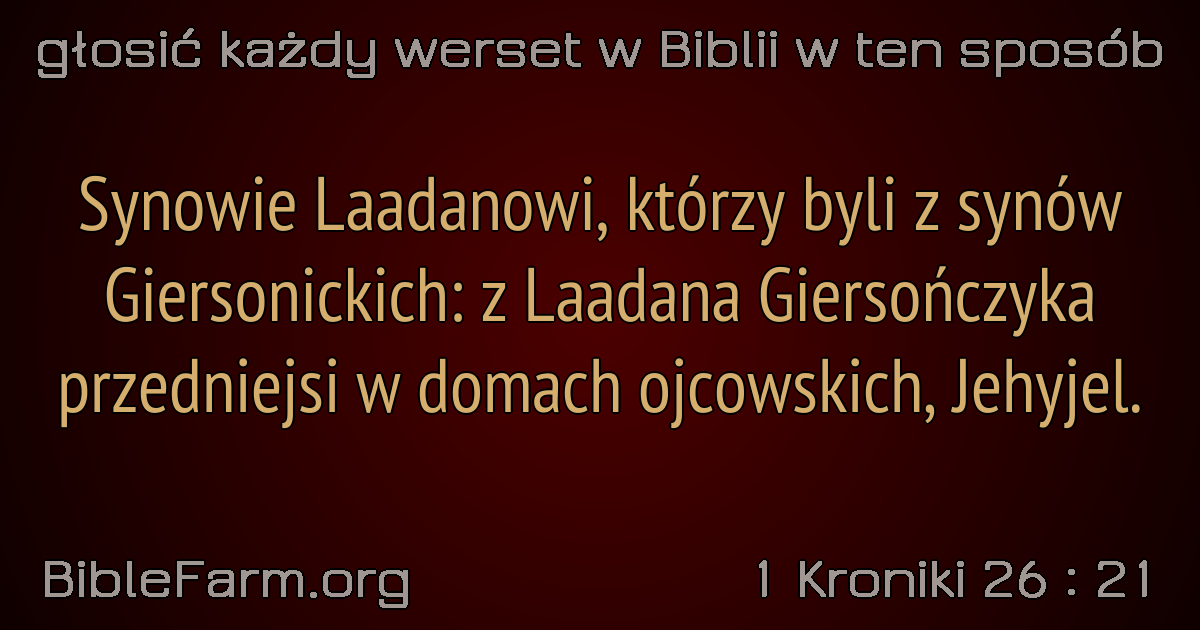 głosić każdy werset w Biblii w ten sposób
Synowie Laadanowi, którzy byli z synów
Giersonickich: z Laadana Giersończyka
przedniejsi w domach ojcowskich, Jehyjel.
BibleFarm.org
1 Kroniki 26 : 21